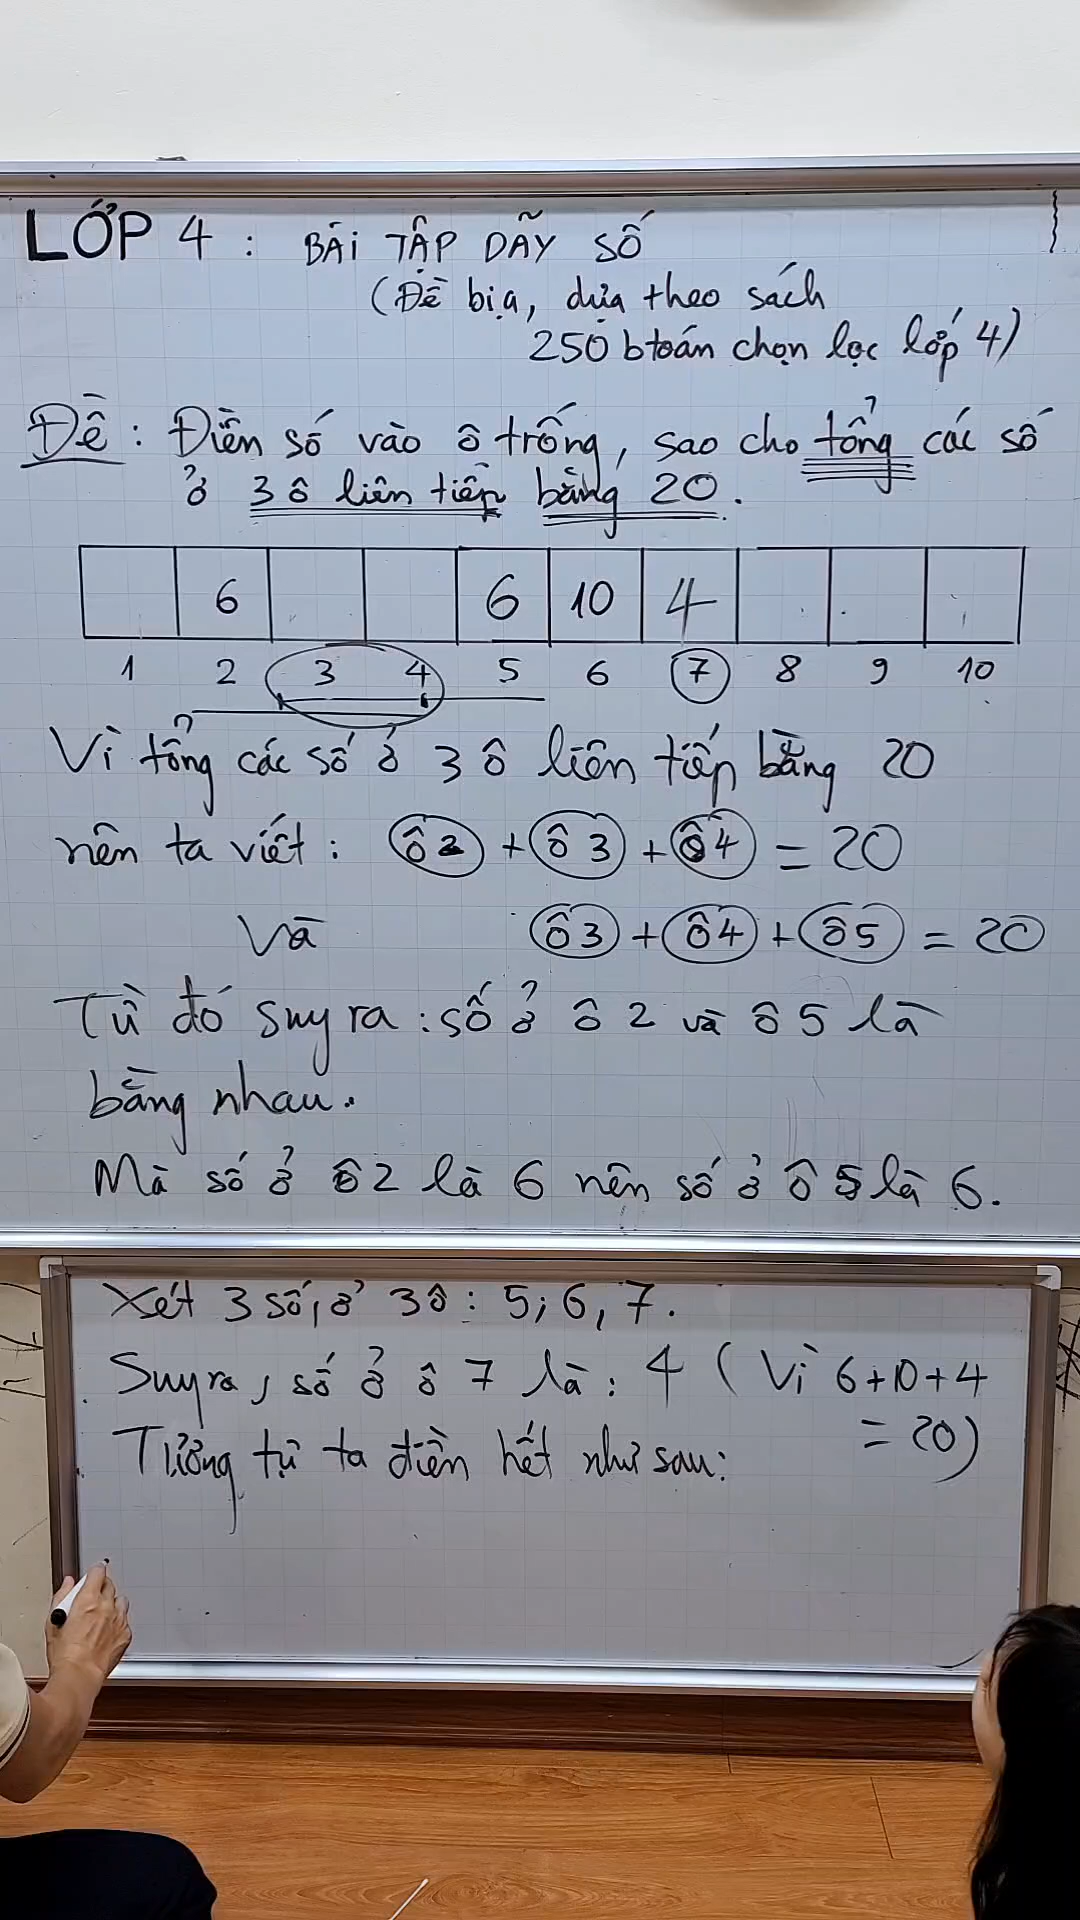 LỚP 4 : BÀI TẬP DÃY SỐ
(Đề bịa, dựa theo sách
250 btoán chọn lọc lớp 4)
Đề : Điền số vào ô trống, sao cho tổng các số
ở 3 ô liên tiếp bằng 20.
6 6 10 4
1 2 3 4 5 6 7 8 9 10
Vì tổng các số ở 3 ô liên tiếp bằng 20
nên ta viết : ô2 + ô3 + ô4 = 20
Và ô3 + ô4 + ô5 = 20
Từ đó suy ra : số ở ô 2 và ô 5 là
bằng nhau.
Mà số ở ô2 là 6 nên số ở ô 5 là 6.
Xét 3 số, ở 3ô : 5; 6, 7.
Suy ra, số ở ô 7 là : 4 ( Vì 6+10+4
= 20)
Tương tự ta điền hết như sau: